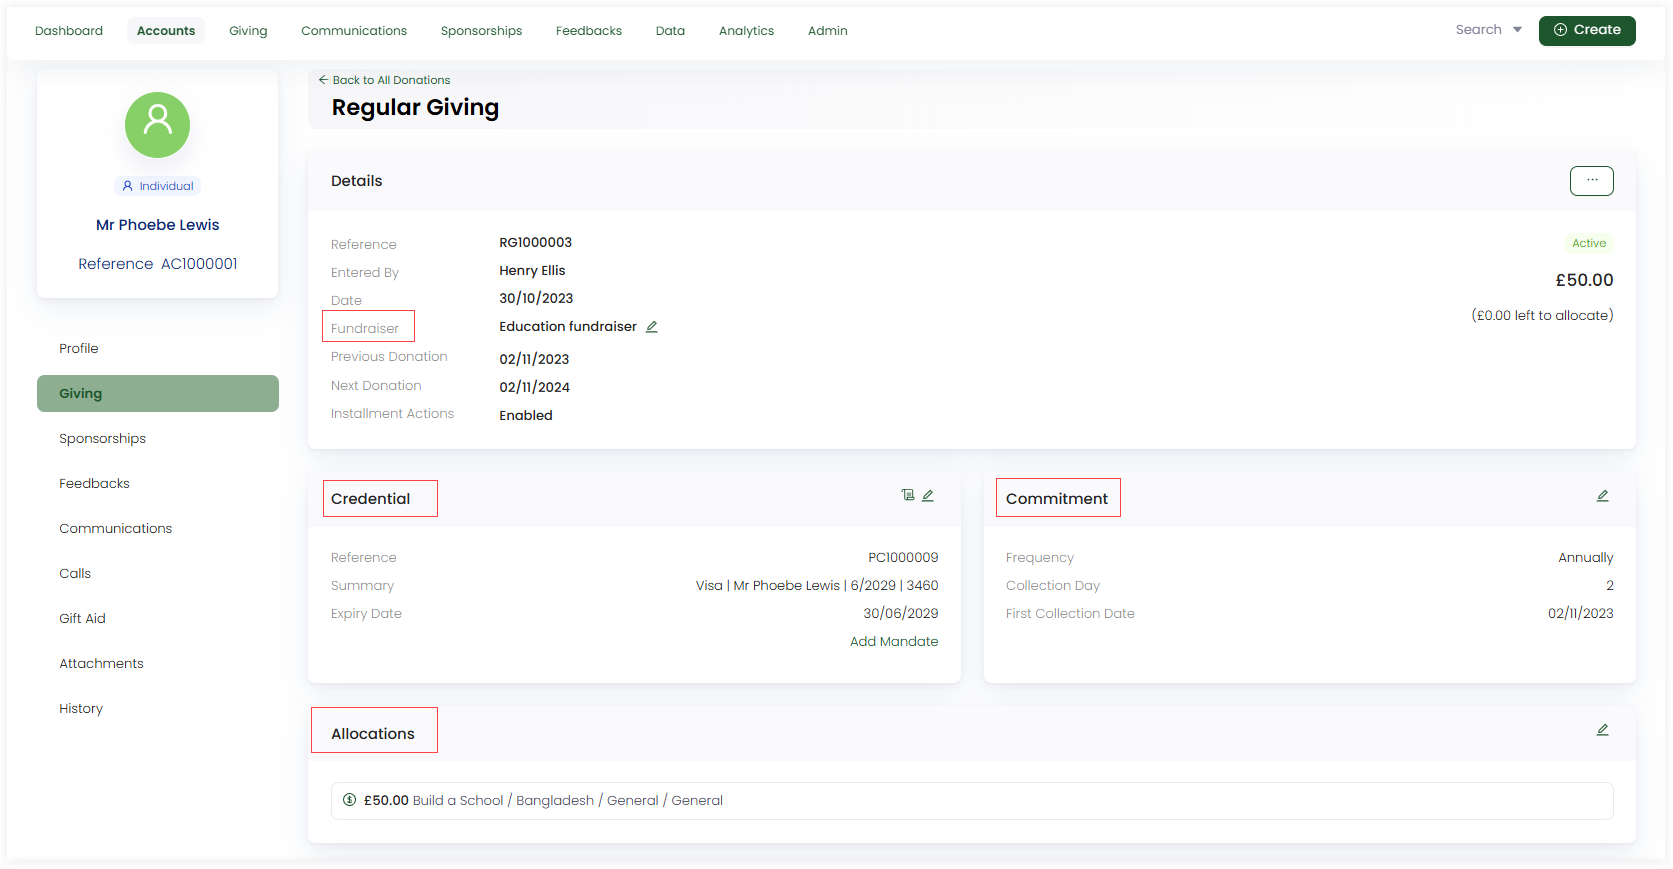 Dashboard Accounts Giving Communications Sponsorships Feedbacks Data Analytics Admin Search Create
Individual
Mr Phoebe Lewis
Reference AC1000001
Profile
Giving
Sponsorships
Feedbacks
Communications
Calls
Gift Aid
Attachments
History
← Back to All Donations
Regular Giving
Details ...
Reference RG1000003 Active
Entered By Henry Ellis £50.00
Date 30/10/2023 (£0.00 left to allocate)
Fundraiser Education fundraiser
Previous Donation 02/11/2023
Next Donation 02/11/2024
Installment Actions Enabled
Credential
Reference PC1000009
Summary Visa | Mr Phoebe Lewis | 6/2029 | 3460
Expiry Date 30/06/2029
Add Mandate
Commitment
Frequency Annually
Collection Day 2
First Collection Date 02/11/2023
Allocations
£50.00 Build a School / Bangladesh / General / General